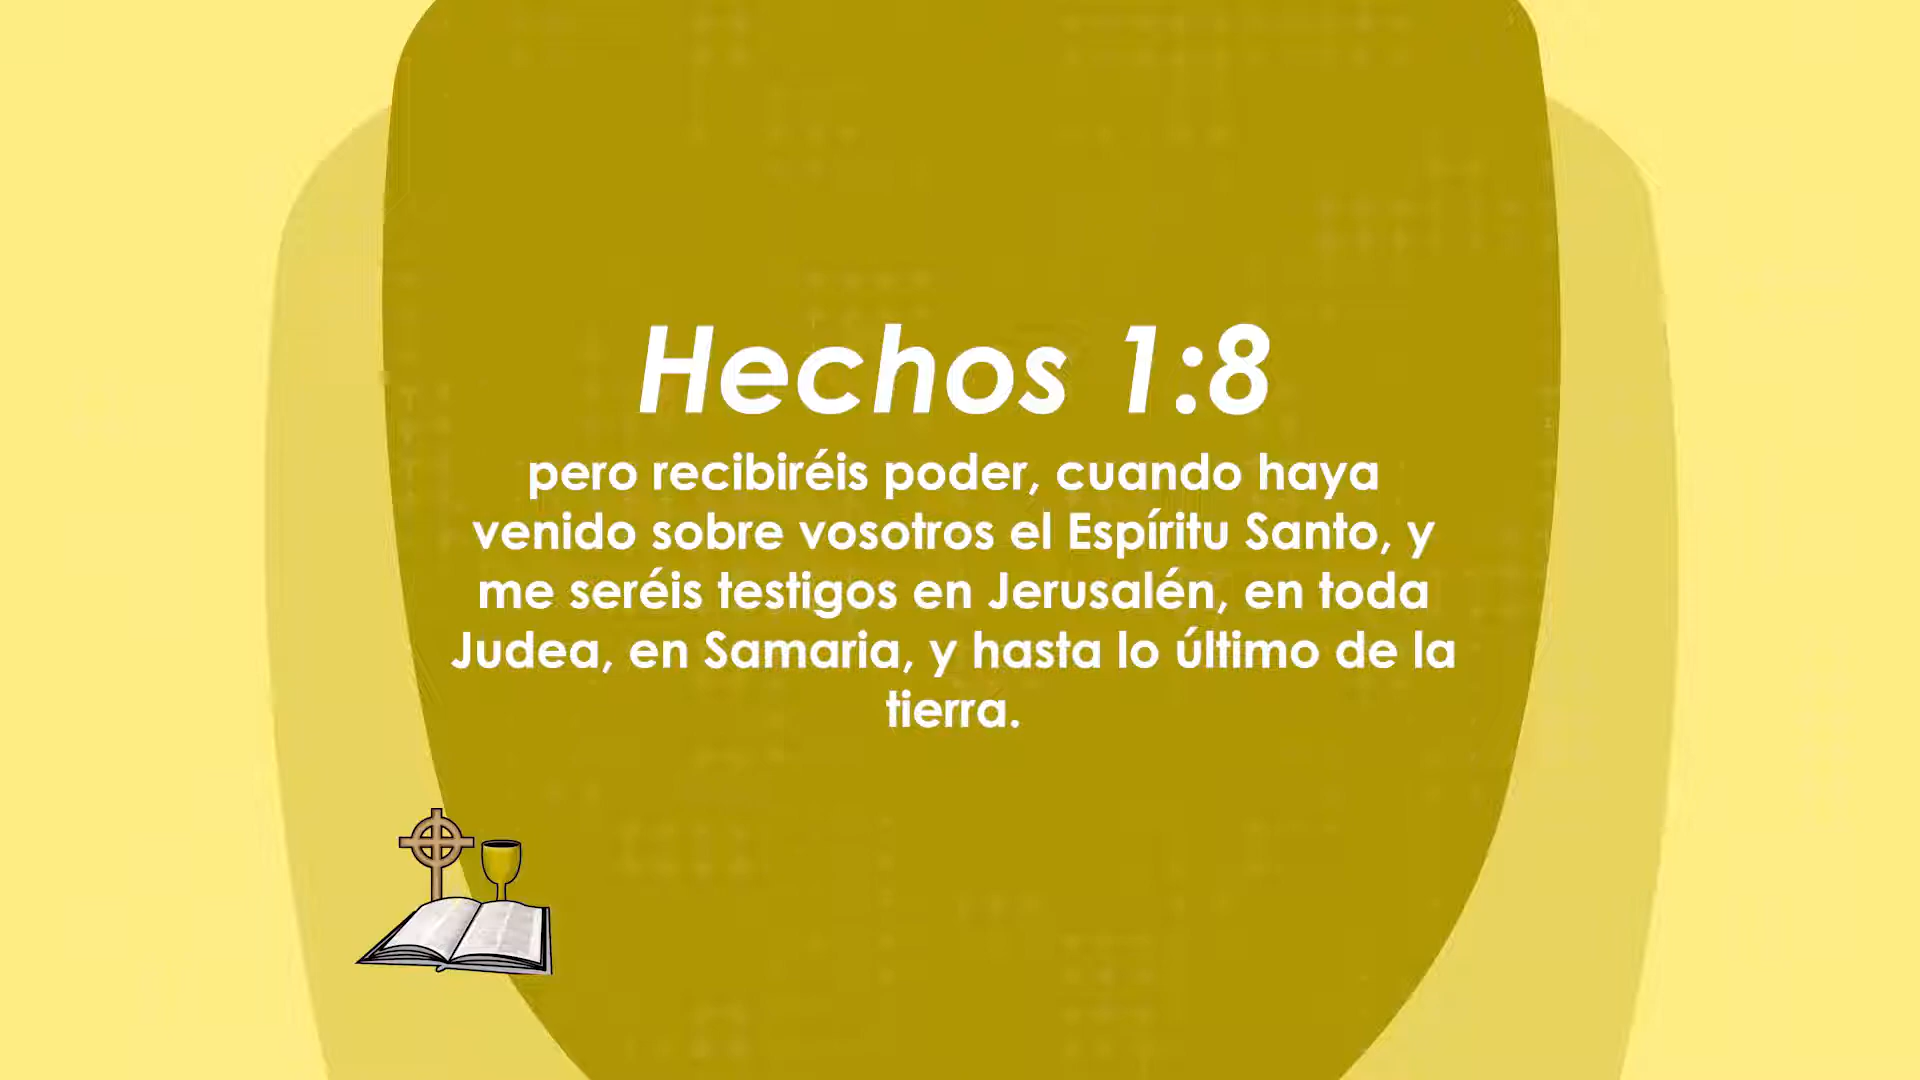 Hechos 1:8
pero recibiréis poder, cuando haya
venido sobre vosotros el Espíritu Santo, y
me seréis testigos en Jerusalén, en toda
Judea, en Samaria, y hasta lo último de la
tierra.